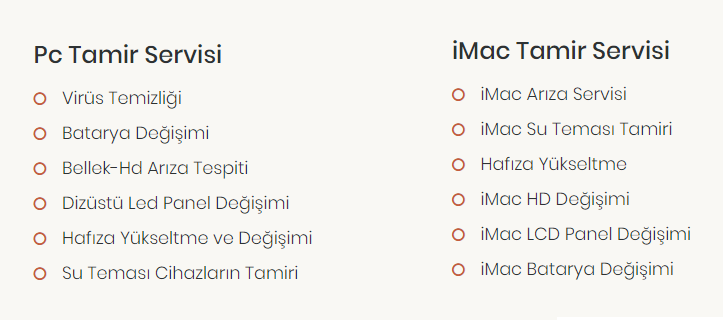 Pc Tamir Servisi
Virüs Temizliği
Batarya Değişimi
Bellek-Hd Arıza Tespiti
Dizüstü Led Panel Değişimi
Hafıza Yükseltme ve Değişimi
Su Teması Cihazların Tamiri
iMac Tamir Servisi
iMac Arıza Servisi
iMac Su Teması Tamiri
Hafıza Yükseltme
iMac HD Değişimi
iMac LCD Panel Değişimi
iMac Batarya Değişimi